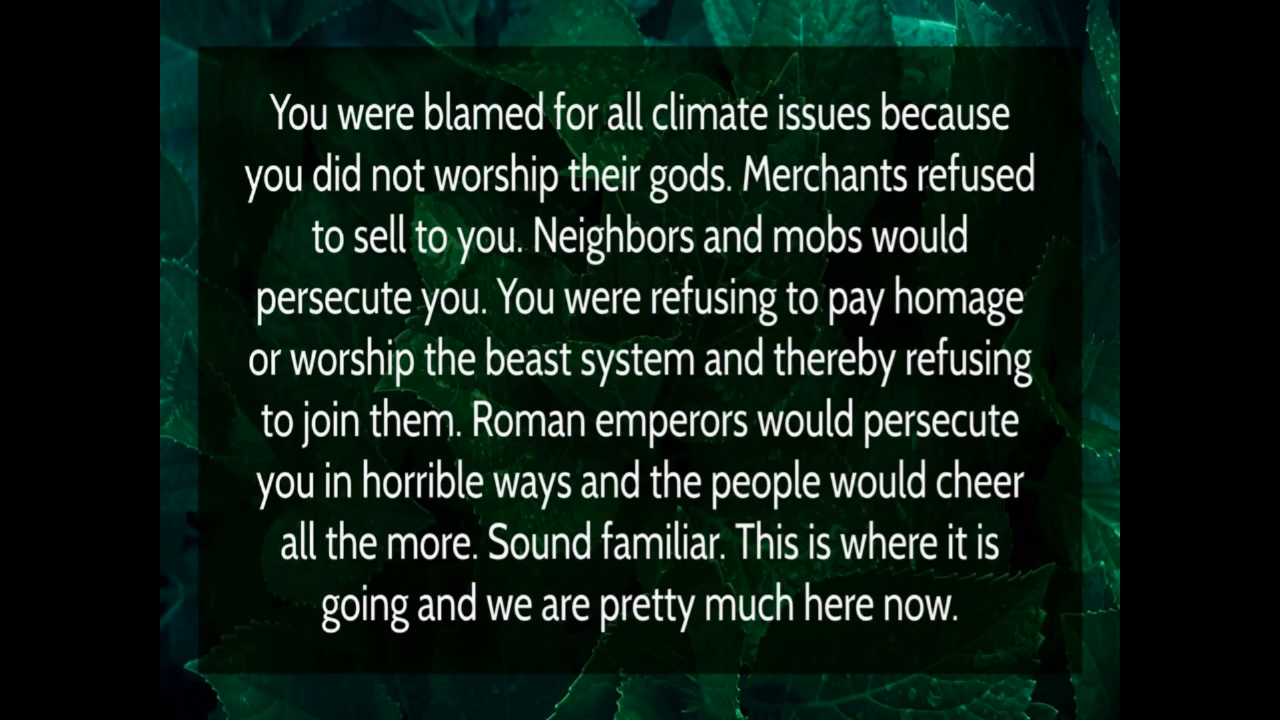 You were blamed for all climate issues because
you did not worship their gods. Merchants refused
to sell to you. Neighbors and mobs would
persecute you. You were refusing to pay homage
or worship the beast system and thereby refusing
to join them. Roman emperors would persecute
you in horrible ways and the people would cheer
all the more. Sound familiar. This is where it is
going and we are pretty much here now.